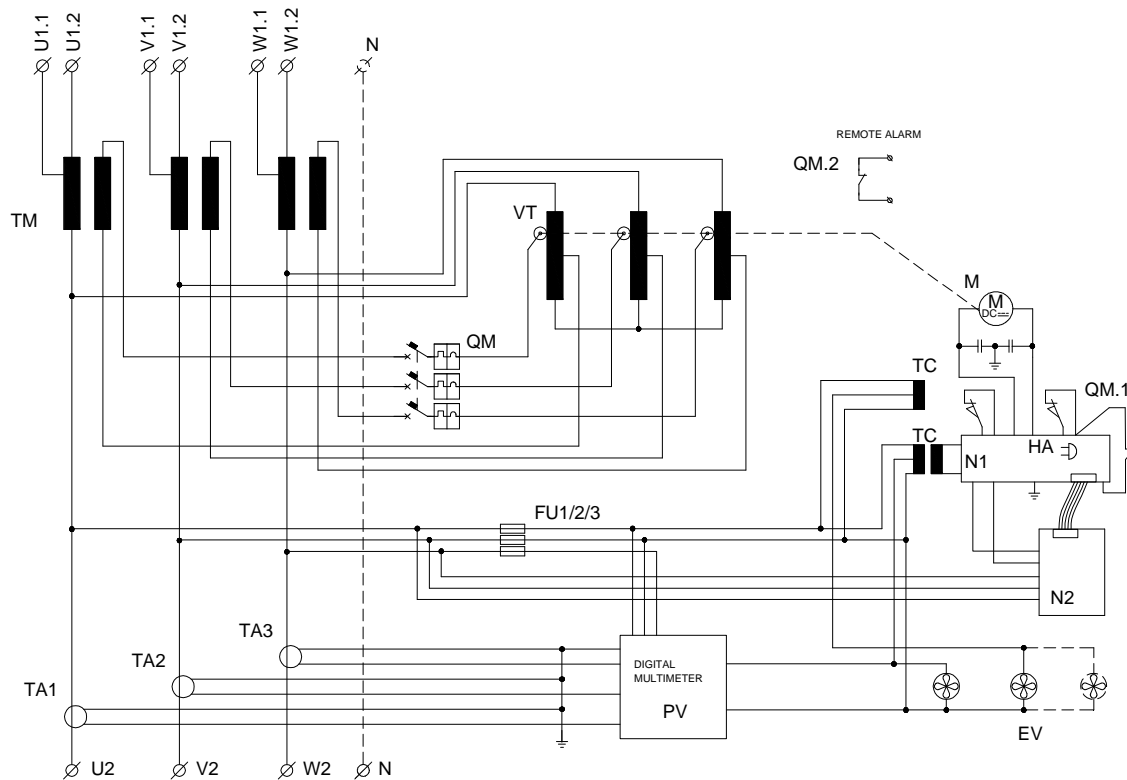 U1.1
U1.2
V1.1
V1.2
W1.1
W1.2
N
REMOTE ALARM
QM.2
TM
VT
M
M
DC
QM
TC
QM.1
TC
HA
N1
FU1/2/3
N2
TA3
TA2
TA1
DIGITAL
MULTIMETER
PV
EV
U2
V2
W2
N